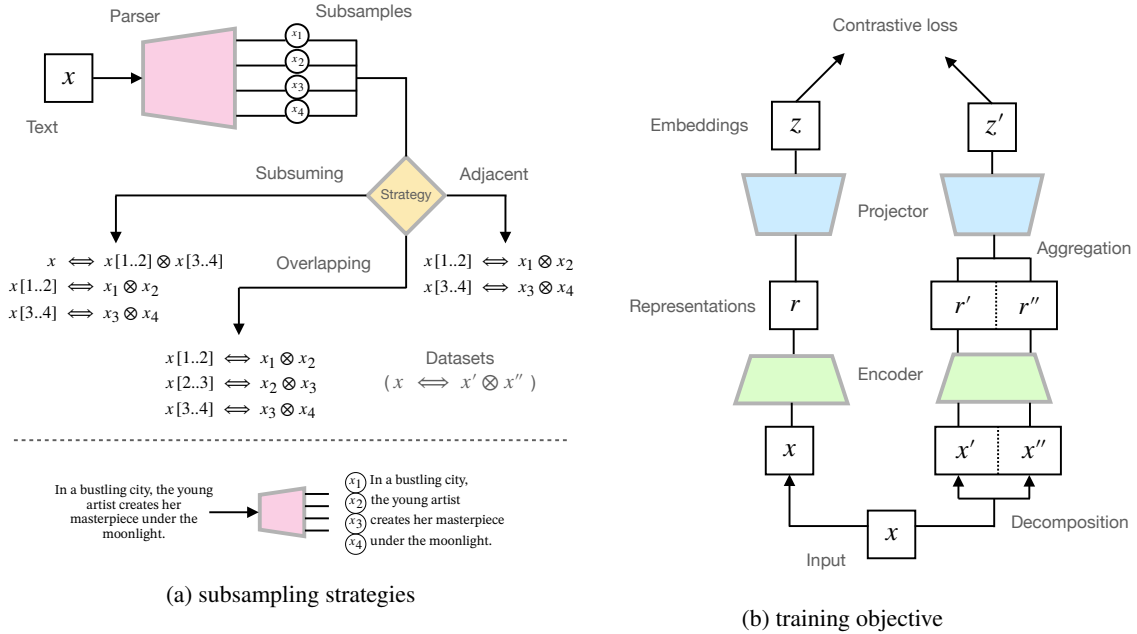 Parser
Subsamples
x
x1
x2
x3
x4
Text
Subsuming
Strategy
Adjacent
x ⟺ x[1..2] ⊗ x[3..4]
x[1..2] ⟺ x1 ⊗ x2
x[3..4] ⟺ x3 ⊗ x4
Overlapping
x[1..2] ⟺ x1 ⊗ x2
x[3..4] ⟺ x3 ⊗ x4
x[1..2] ⟺ x1 ⊗ x2
x[2..3] ⟺ x2 ⊗ x3
x[3..4] ⟺ x3 ⊗ x4
Datasets
( x ⟺ x′ ⊗ x″ )
In a bustling city, the young
artist creates her
masterpiece under the
moonlight.
x1 In a bustling city,
x2 the young artist
x3 creates her masterpiece
x4 under the moonlight.
(a) subsampling strategies
Contrastive loss
Embeddings
z
z′
Projector
Aggregation
Representations
r
r′
r″
Encoder
x
x′
x″
Decomposition
x
Input
(b) training objective